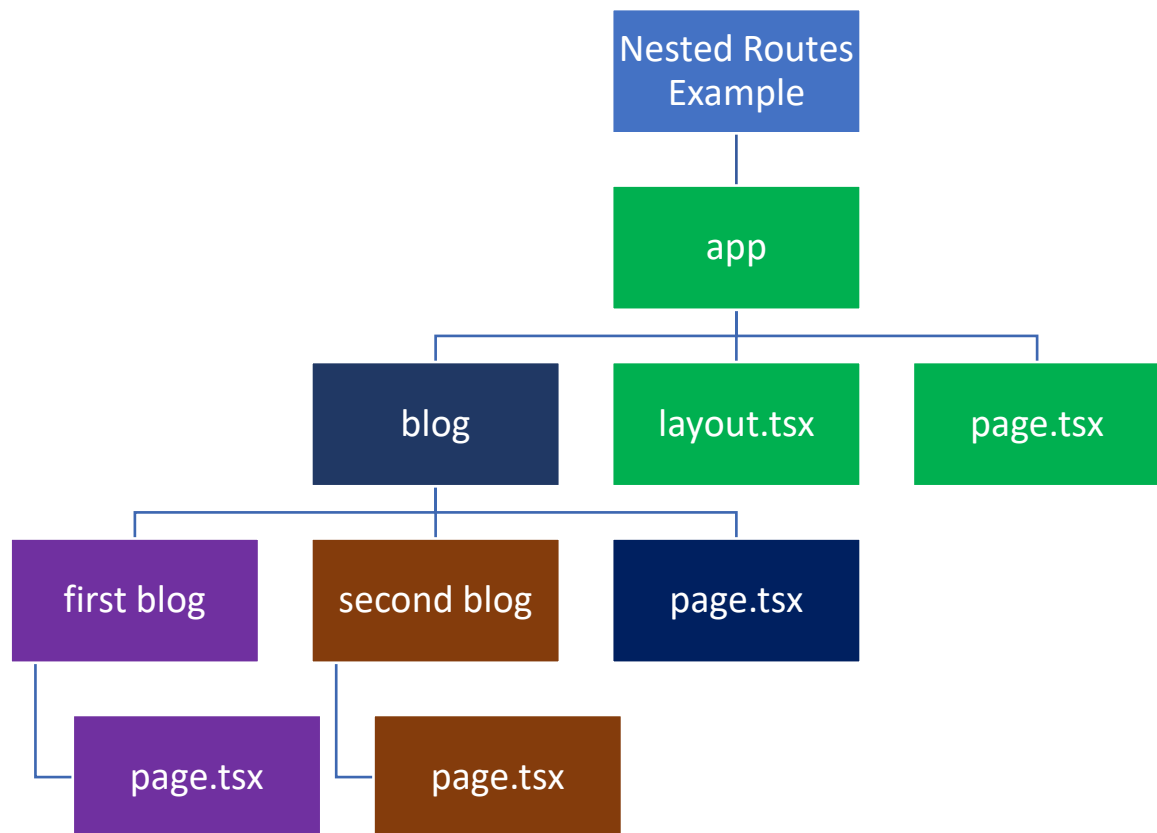 Nested Routes
Example
app
blog
layout.tsx
page.tsx
first blog
second blog
page.tsx
page.tsx
page.tsx